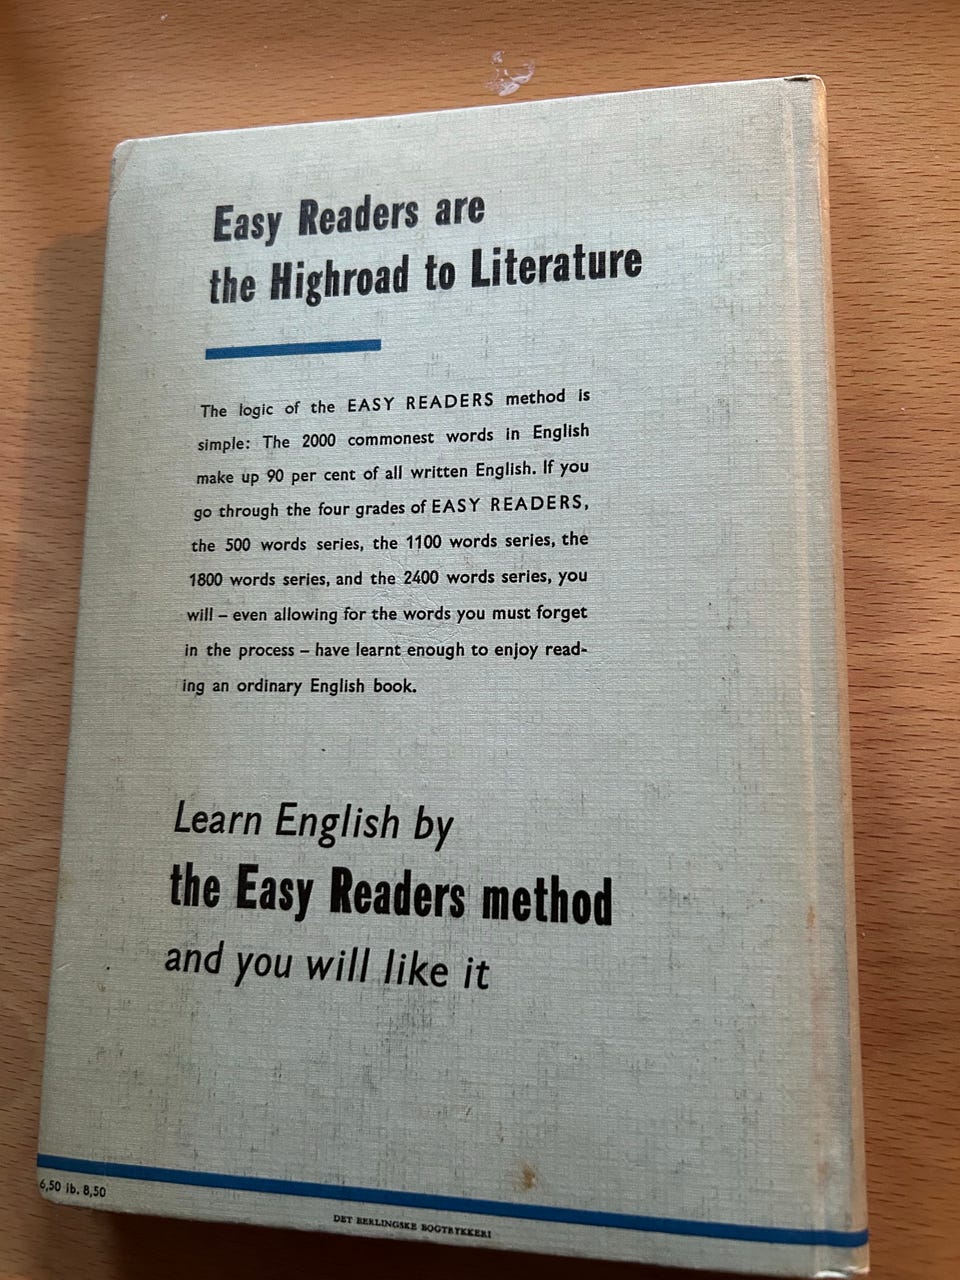 Easy Readers are
the Highroad to Literature
The logic of the EASY READERS method is
simple: The 2000 commonest words in English
make up 90 per cent of all written English. If you
go through the four grades of EASY READERS,
the 500 words series, the 1100 words series, the
1800 words series, and the 2400 words series, you
will – even allowing for the words you must forget
in the process – have learnt enough to enjoy read-
ing an ordinary English book.
Learn English by
the Easy Readers method
and you will like it
6,50 ib. 8,50
DET BERLINGSKE BOGTRYKKERI